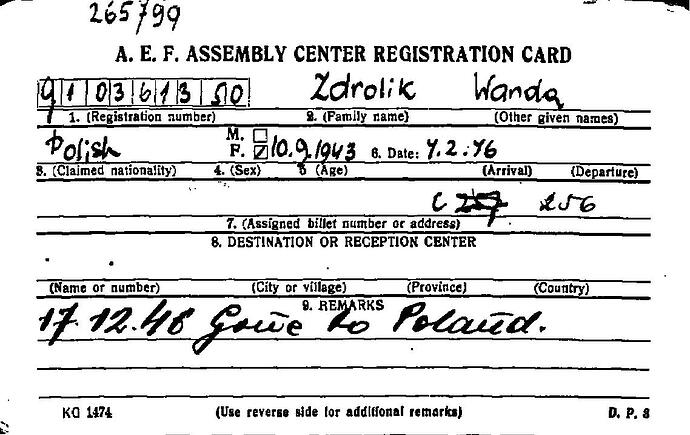 265799
A. E. F. ASSEMBLY CENTER REGISTRATION CARD
9 1 0 3 6 1 3 50 Zdrolik Wanda
1. (Registration number) 2. (Family name) (Other given names)
Polish M. ☐
F. ☑ 10.9.1943 6. Date: 7.2.46
3. (Claimed nationality) 4. (Sex) 5 (Age) (Arrival) (Departure)
C 257 256
7. (Assigned billet number or address)
8. DESTINATION OR RECEPTION CENTER
(Name or number) (City or village) (Province) (Country)
9. REMARKS
17.12.46 Gone to Poland.
KG 1474 (Use reverse side for additional remarks) D. P. 3